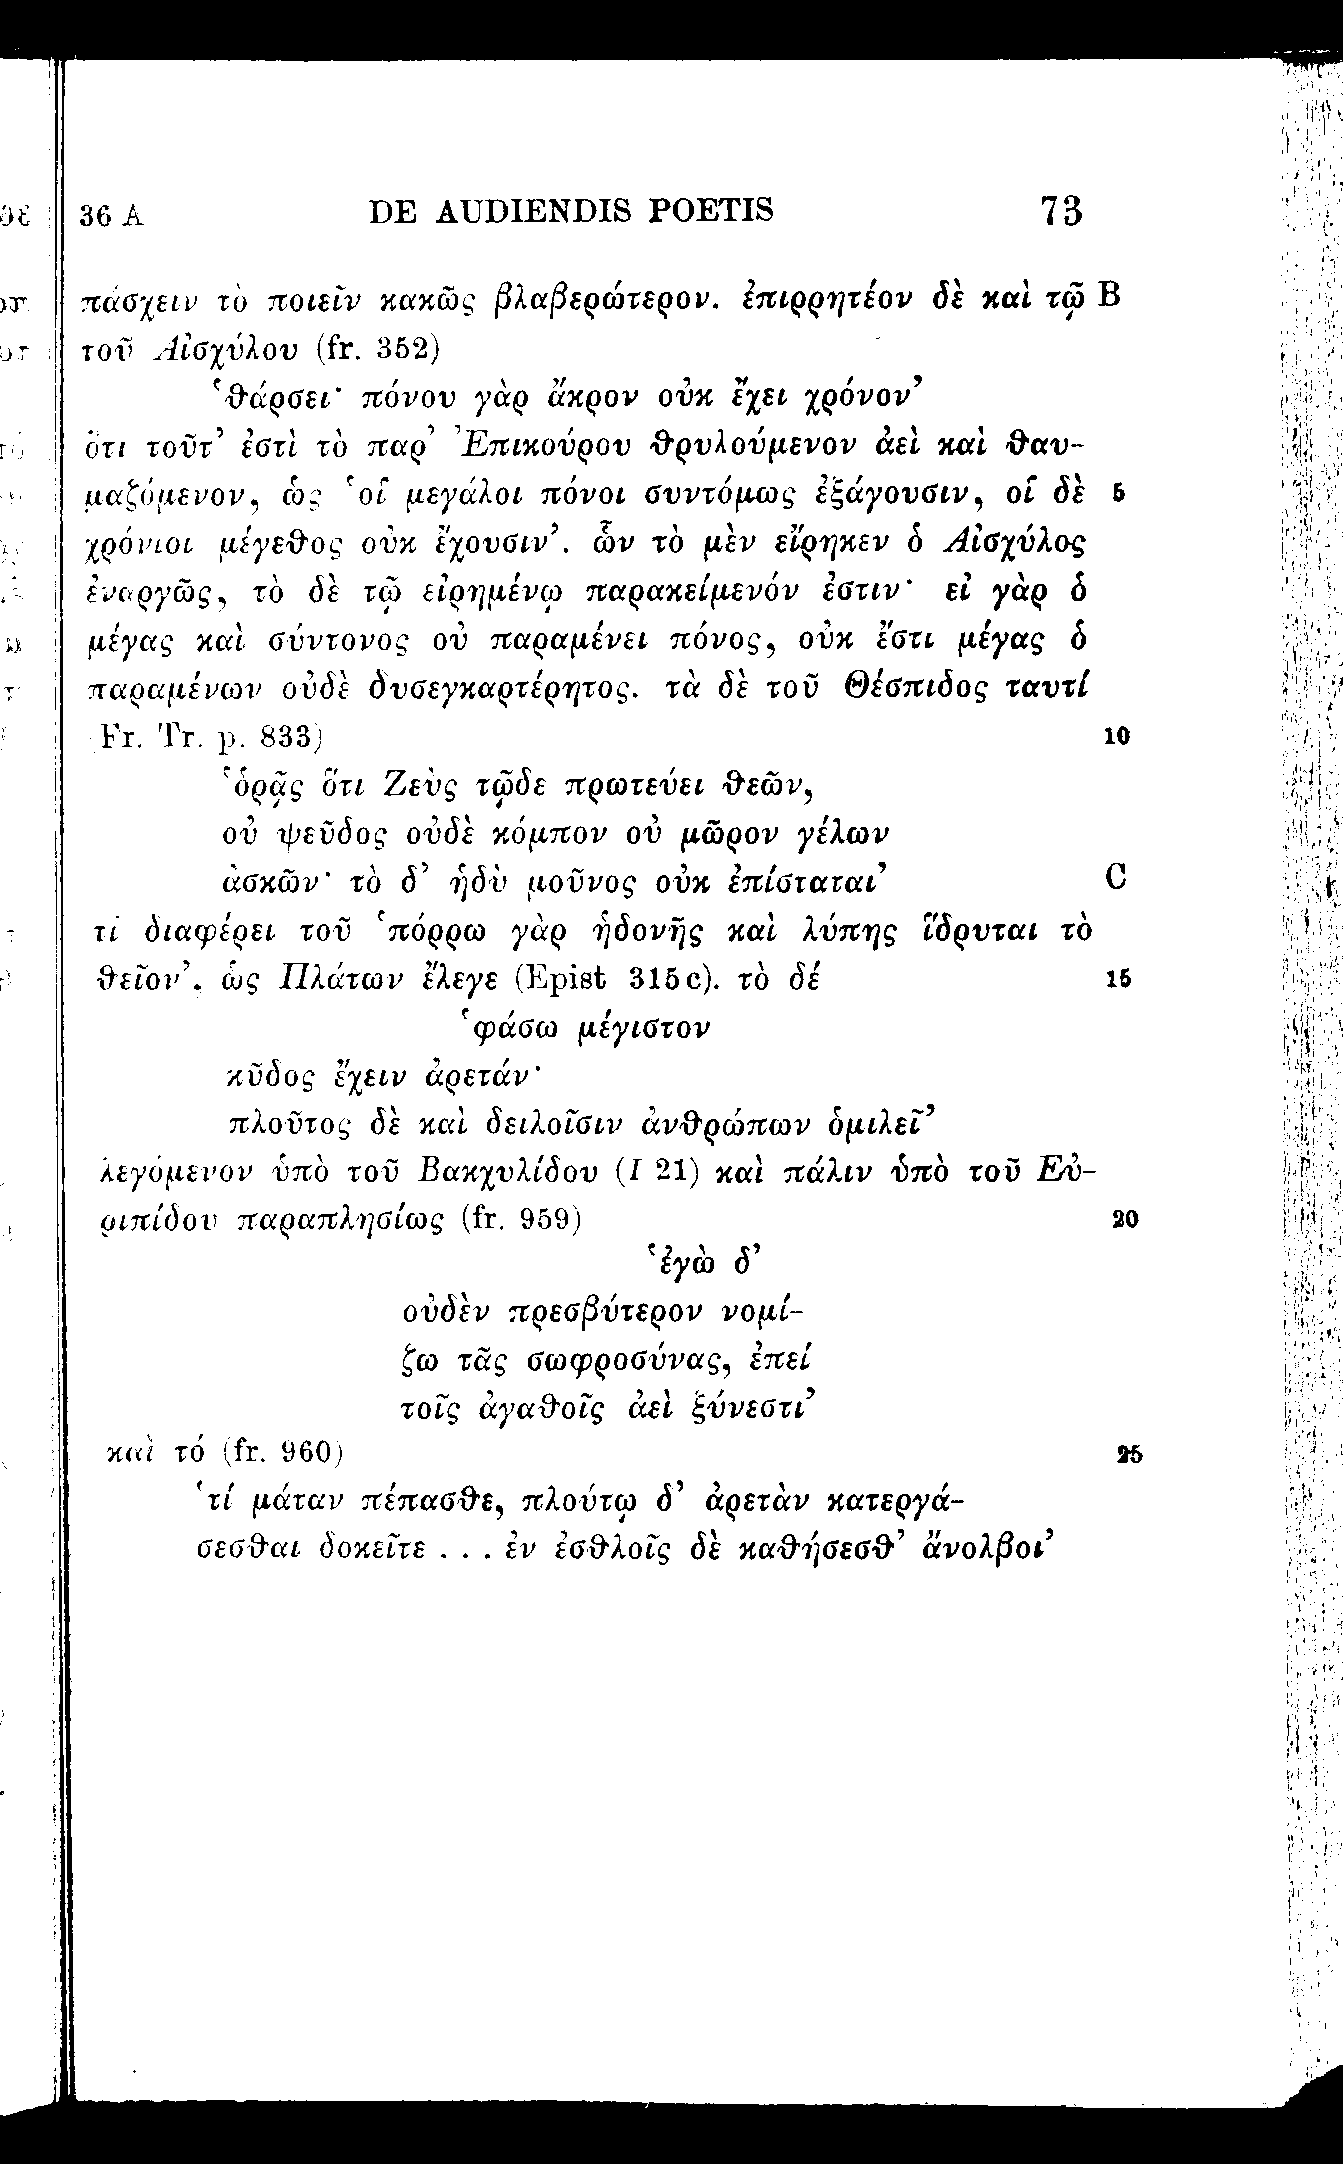 36 A DE AUDIENDIS POETIS 73
πάσχειν τὸ ποιεῖν κακῶς βλαβερώτερον. ἐπιρρητέον δὲ καὶ τῷ B
τοῦ Αἰσχύλου (fr. 352)
‘θάρσει· πόνου γὰρ ἄκρον οὐκ ἔχει χρόνον’
ὅτι τοῦτ’ ἐστὶ τὸ παρ’ Ἐπικούρου θρυλούμενον ἀεὶ καὶ θαυ-
μαζόμενον, ὡς ‘οἱ μεγάλοι πόνοι συντόμως ἐξάγουσιν, οἱ δὲ 5
χρόνιοι μέγεθος οὐκ ἔχουσιν’. ὧν τὸ μὲν εἴρηκεν ὁ Αἰσχύλος
ἐναργῶς, τὸ δὲ τῷ εἰρημένῳ παρακείμενόν ἐστιν· εἰ γὰρ ὁ
μέγας καὶ σύντονος οὐ παραμένει πόνος, οὐκ ἔστι μέγας ὁ
παραμένων οὐδὲ δυσεγκαρτέρητος. τὰ δὲ τοῦ Θέσπιδος ταυτί
Fr. Tr. p. 833) 10
‘ὁρᾷς ὅτι Ζεὺς τῷδε πρωτεύει θεῶν,
οὐ ψεῦδος οὐδὲ κόμπον οὐ μῶρον γέλων
ἀσκῶν· τὸ δ’ ἡδὺ μοῦνος οὐκ ἐπίσταται’ C
τί διαφέρει τοῦ ‘πόρρω γὰρ ἡδονῆς καὶ λύπης ἵδρυται τὸ
θεῖον’, ὡς Πλάτων ἔλεγε (Epist 315c). τὸ δέ 15
‘φάσω μέγιστον
κῦδος ἔχειν ἀρετάν·
πλοῦτος δὲ καὶ δειλοῖσιν ἀνθρώπων ὁμιλεῖ’
λεγόμενον ὑπὸ τοῦ Βακχυλίδου (I 21) καὶ πάλιν ὑπὸ τοῦ Εὐ-
ριπίδου παραπλησίως (fr. 959) 20
‘ἐγὼ δ’
οὐδὲν πρεσβύτερον νομί-
ζω τᾶς σωφροσύνας, ἐπεί
τοῖς ἀγαθοῖς ἀεὶ ξύνεστι’
καὶ τό (fr. 960) 25
‘τί μάταν πέπασθε, πλούτῳ δ’ ἀρετὰν κατεργά-
σεσθαι δοκεῖτε . . . ἐν ἐσθλοῖς δὲ καθήσεσθ’ ἄνολβοι’